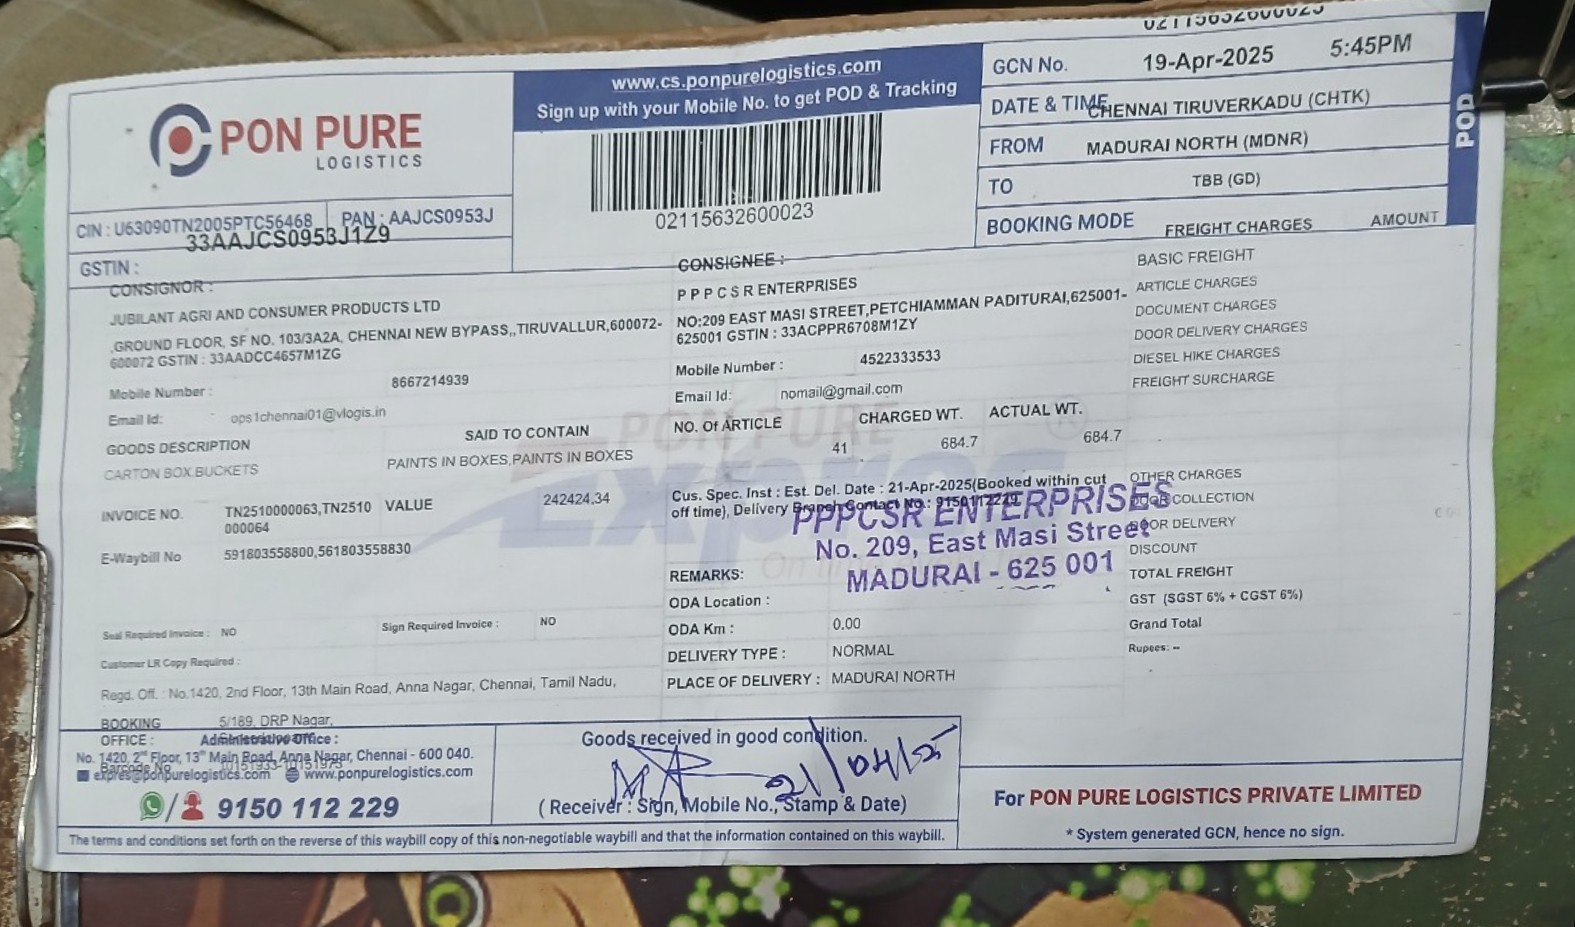 02115632600023
PON PURE
LOGISTICS
CIN : U63090TN2005PTC56468 PAN : AAJCS0953J
33AAJCS0953J1Z9
GSTIN :
www.cs.ponpurelogistics.com
Sign up with your Mobile No. to get POD & Tracking
02115632600023
GCN No. 19-Apr-2025 5:45PM
DATE & TIME CHENNAI TIRUVERKADU (CHTK)
FROM MADURAI NORTH (MDNR)
TO TBB (GD)
BOOKING MODE
POD
CONSIGNOR :
JUBILANT AGRI AND CONSUMER PRODUCTS LTD
,GROUND FLOOR, SF NO. 103/3A2A, CHENNAI NEW BYPASS,,TIRUVALLUR,600072-
600072 GSTIN : 33AADCC4657M1ZG
Mobile Number : 8667214939
Email Id: ops1chennai01@vlogis.in
GOODS DESCRIPTION SAID TO CONTAIN
CARTON BOX.BUCKETS PAINTS IN BOXES,PAINTS IN BOXES
INVOICE NO. TN2510000063,TN2510 VALUE 242424.34
000064
E-Waybill No 591803558800,561803558830
Seal Required Invoice : NO Sign Required Invoice : NO
Customer LR Copy Required :
Regd. Off. : No.1420, 2nd Floor, 13th Main Road, Anna Nagar, Chennai, Tamil Nadu,
BOOKING 5/189, DRP Nagar,
OFFICE :
Administrative Office :
No. 1420, 2nd Floor, 13th Main Road, Anna Nagar, Chennai - 600 040.
Barcode No
expres@ponpurelogistics.com www.ponpurelogistics.com
9150 112 229
CONSIGNEE :
P P P C S R ENTERPRISES
NO:209 EAST MASI STREET,PETCHIAMMAN PADITURAI,625001-
625001 GSTIN : 33ACPPR6708M1ZY
Mobile Number : 4522333533
Email Id: nomail@gmail.com
NO. Of ARTICLE CHARGED WT. ACTUAL WT.
41 684.7 684.7
PON PURE
Expres
Cus. Spec. Inst : Est. Del. Date : 21-Apr-2025(Booked within cut
off time), Delivery Branch Contact No.: 9150112229
PPPCSR ENTERPRISES
No. 209, East Masi Street
MADURAI - 625 001
REMARKS:
ODA Location :
ODA Km : 0.00
DELIVERY TYPE : NORMAL
PLACE OF DELIVERY : MADURAI NORTH
FREIGHT CHARGES AMOUNT
BASIC FREIGHT
ARTICLE CHARGES
DOCUMENT CHARGES
DOOR DELIVERY CHARGES
DIESEL HIKE CHARGES
FREIGHT SURCHARGE
OTHER CHARGES
DOOR COLLECTION
DOOR DELIVERY
DISCOUNT
TOTAL FREIGHT
GST (SGST 6% + CGST 6%)
Grand Total
Rupees: --
Goods received in good condition.
21/04/25
( Receiver : Sign, Mobile No., Stamp & Date)
For PON PURE LOGISTICS PRIVATE LIMITED
* System generated GCN, hence no sign.
The terms and conditions set forth on the reverse of this waybill copy of this non-negotiable waybill and that the information contained on this waybill.